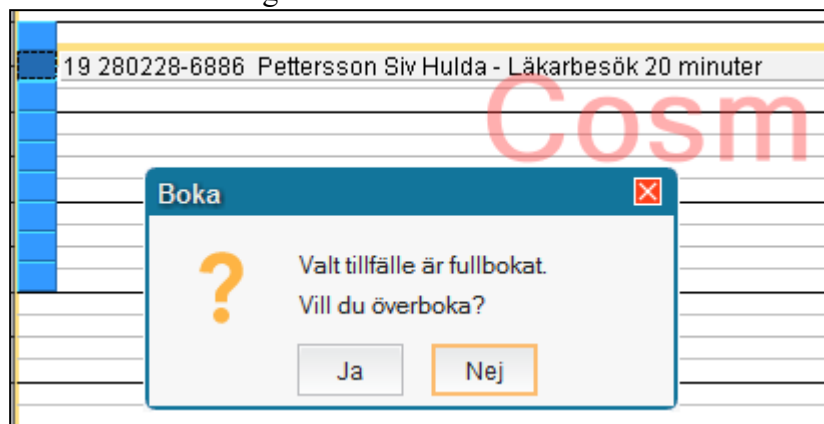 19 280228-6886 Pettersson Siv Hulda - Läkarbesök 20 minuter
Cosm
Boka
Valt tillfälle är fullbokat.
Vill du överboka?
Ja
Nej